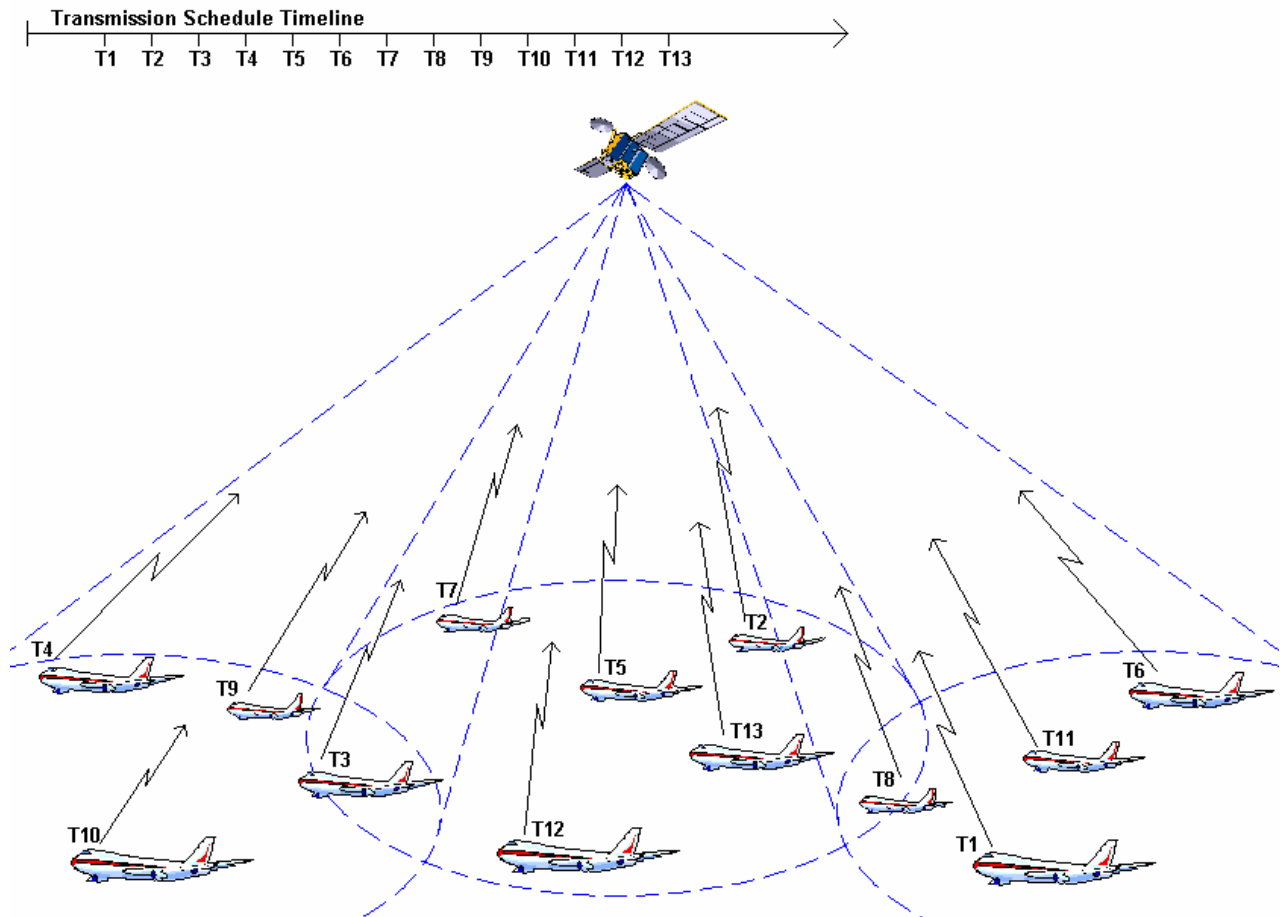 Transmission Schedule Timeline
T1 T2 T3 T4 T5 T6 T7 T8 T9 T10 T11 T12 T13
T7
T2
T4
T5
T6
T9
T13
T11
T3
T8
T10
T12
T1